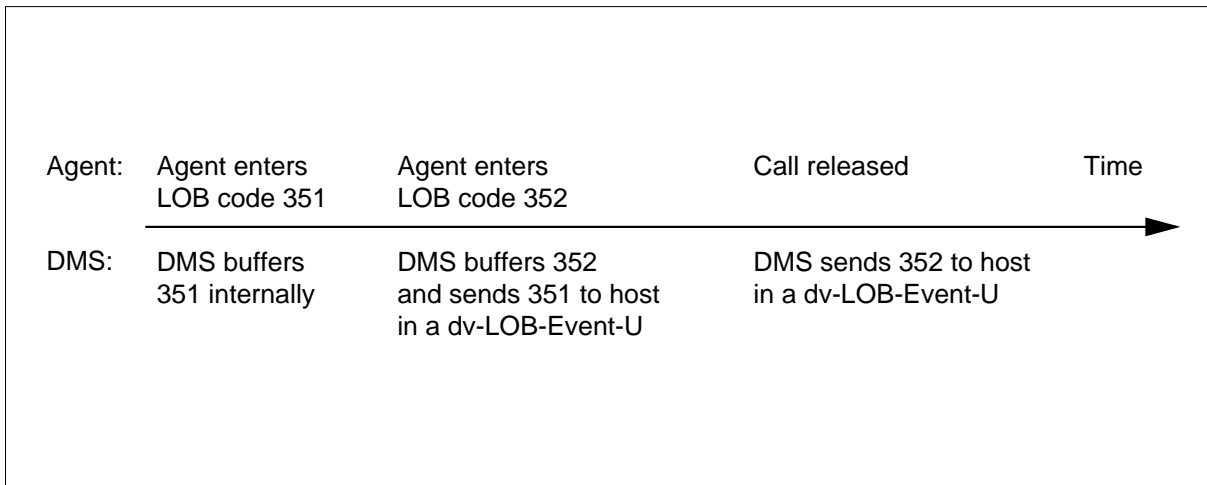 Agent:
Agent enters
LOB code 351
Agent enters
LOB code 352
Call released
Time
DMS:
DMS buffers
351 internally
DMS buffers 352
and sends 351 to host
in a dv-LOB-Event-U
DMS sends 352 to host
in a dv-LOB-Event-U